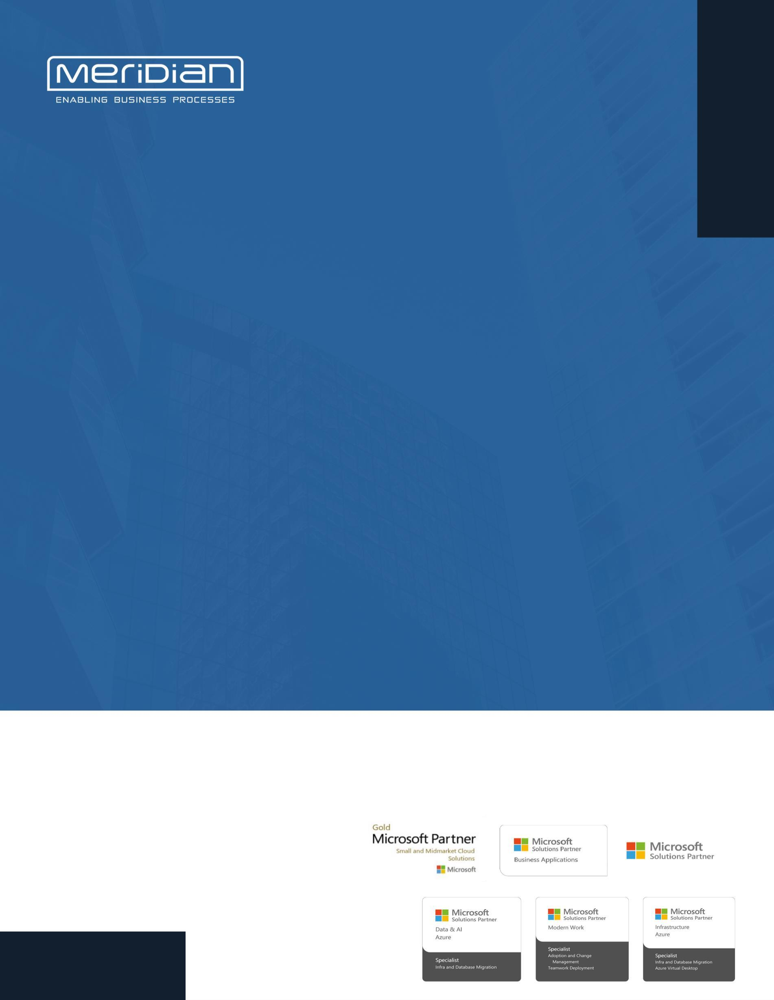 MeriDian
ENABLING BUSINESS PROCESSES
Gold
Microsoft Partner
Small and Midmarket Cloud
Solutions
Microsoft
Microsoft
Solutions Partner
Business Applications
Microsoft
Solutions Partner
Microsoft
Solutions Partner
Data & AI
Azure
Specialist
Infra and Database Migration
Microsoft
Solutions Partner
Modern Work
Specialist
Adoption and Change
Management
Teamwork Deployment
Microsoft
Solutions Partner
Infrastructure
Azure
Specialist
Infra and Database Migration
Azure Virtual Desktop